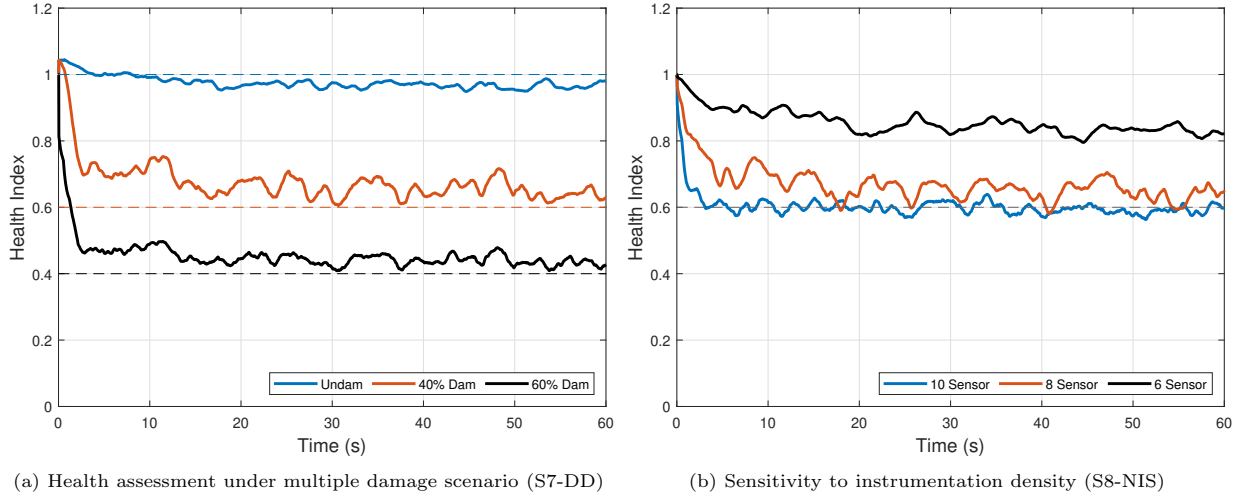 1.2
1
0.8
0.6
0.4
0.2
0
Health Index
0 10 20 30 40 50 60
Time (s)
Undam 40% Dam 60% Dam
(a) Health assessment under multiple damage scenario (S7-DD)
1.2
1
0.8
0.6
0.4
0.2
0
Health Index
0 10 20 30 40 50 60
Time (s)
10 Sensor 8 Sensor 6 Sensor
(b) Sensitivity to instrumentation density (S8-NIS)